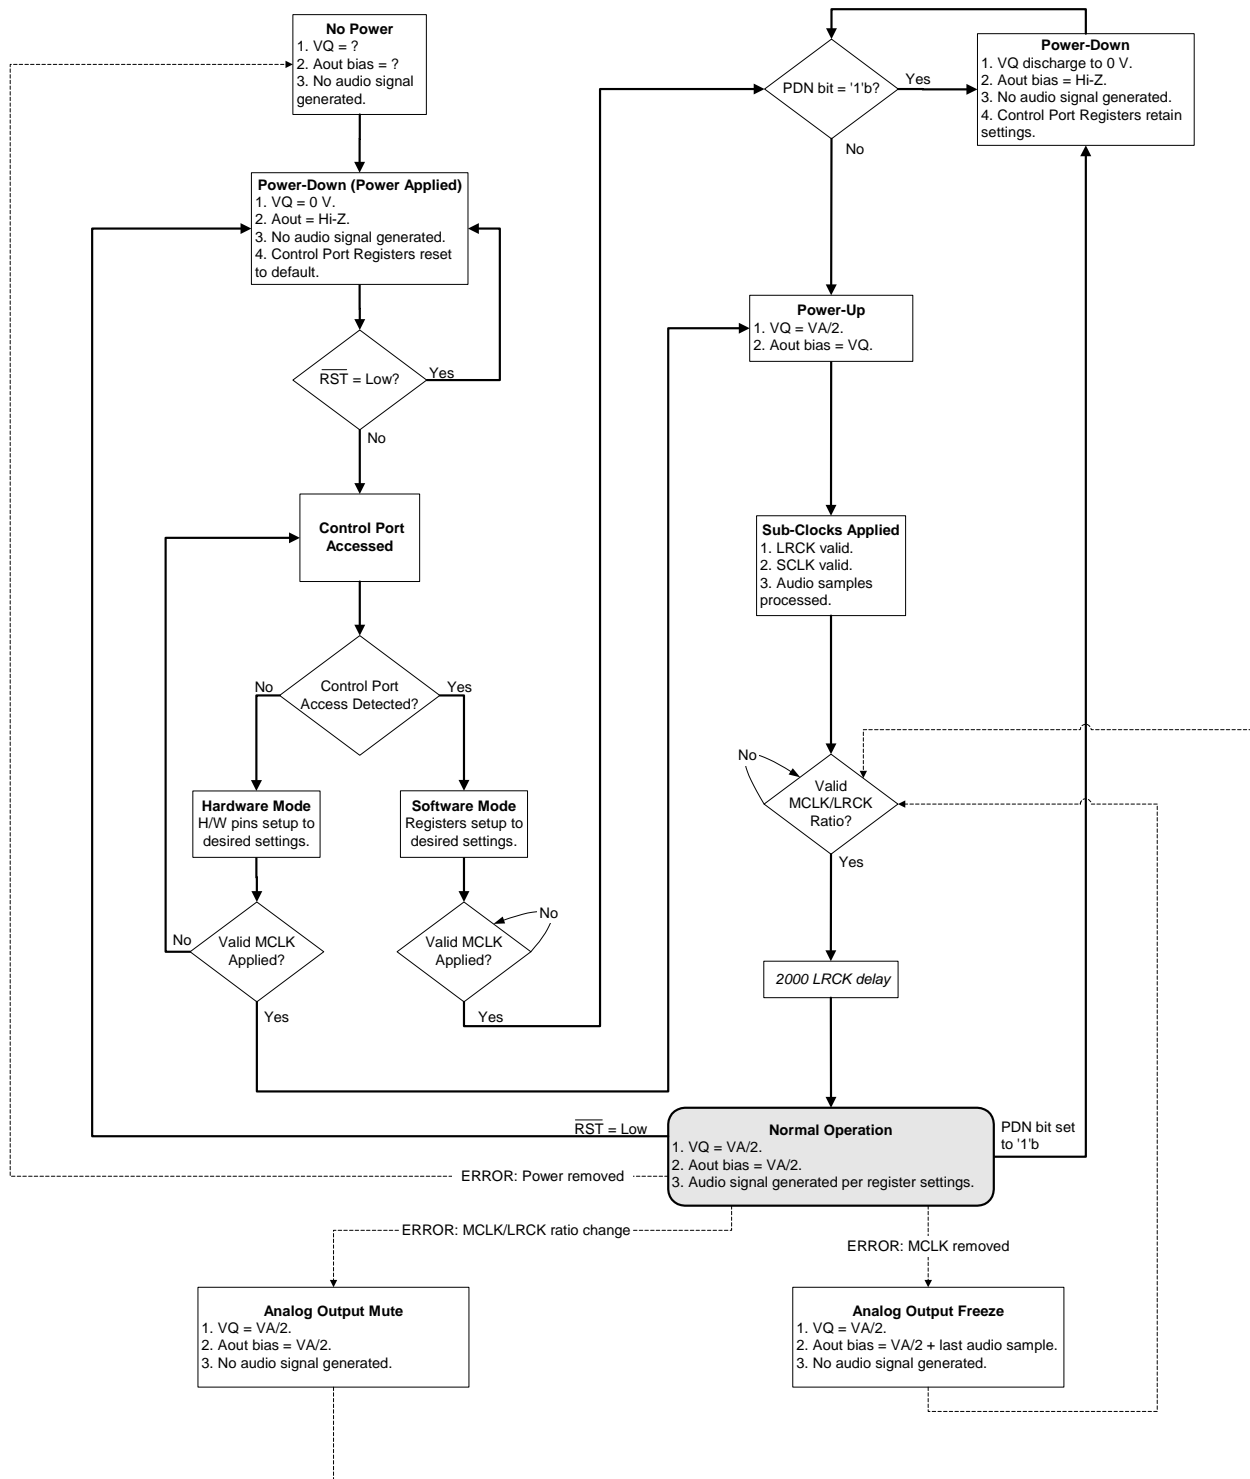 No Power
1. VQ = ?
2. Aout bias = ?
3. No audio signal
generated.
Power-Down (Power Applied)
1. VQ = 0 V.
2. Aout = Hi-Z.
3. No audio signal generated.
4. Control Port Registers reset
to default.
RST = Low?
Yes
No
Control Port
Accessed
Control Port
Access Detected?
No
Yes
Hardware Mode
H/W pins setup to
desired settings.
Software Mode
Registers setup to
desired settings.
Valid MCLK
Applied?
No
Yes
Valid MCLK
Applied?
No
Yes
PDN bit = '1'b?
Yes
No
Power-Down
1. VQ discharge to 0 V.
2. Aout bias = Hi-Z.
3. No audio signal generated.
4. Control Port Registers retain
settings.
Power-Up
1. VQ = VA/2.
2. Aout bias = VQ.
Sub-Clocks Applied
1. LRCK valid.
2. SCLK valid.
3. Audio samples
processed.
No
Valid
MCLK/LRCK
Ratio?
Yes
2000 LRCK delay
Normal Operation
1. VQ = VA/2.
2. Aout bias = VA/2.
3. Audio signal generated per register settings.
RST = Low
PDN bit set
to '1'b
ERROR: Power removed
ERROR: MCLK/LRCK ratio change
ERROR: MCLK removed
Analog Output Mute
1. VQ = VA/2.
2. Aout bias = VA/2.
3. No audio signal generated.
Analog Output Freeze
1. VQ = VA/2.
2. Aout bias = VA/2 + last audio sample.
3. No audio signal generated.